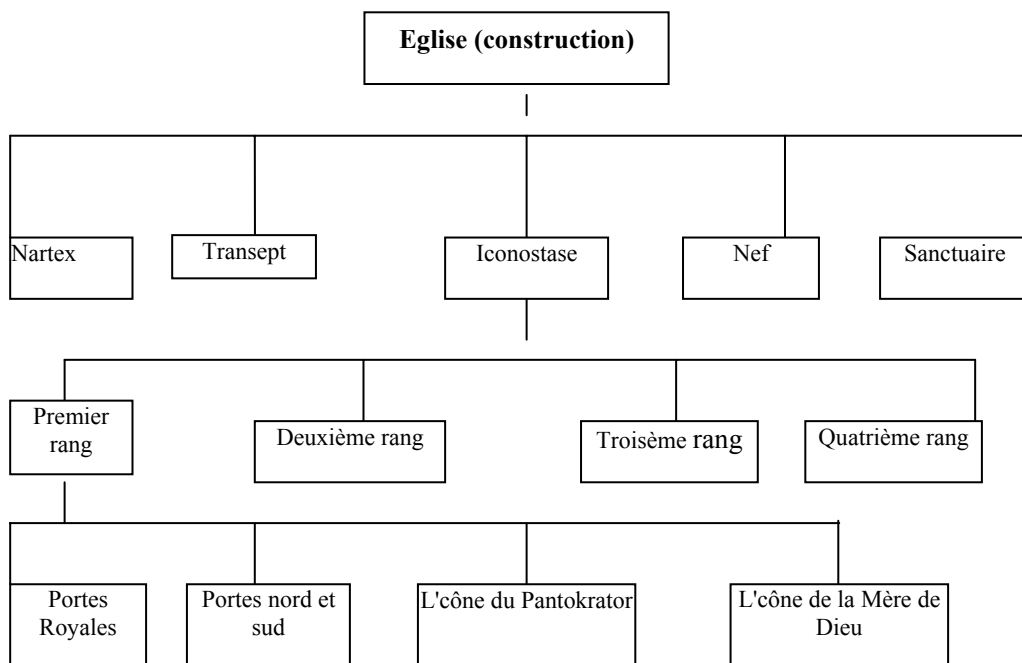 Eglise (construction)
Nartex
Transept
Iconostase
Nef
Sanctuaire
Premier
rang
Deuxième rang
Troisème rang
Quatrième rang
Portes
Royales
Portes nord et
sud
L'cône du Pantokrator
L'cône de la Mère de
Dieu